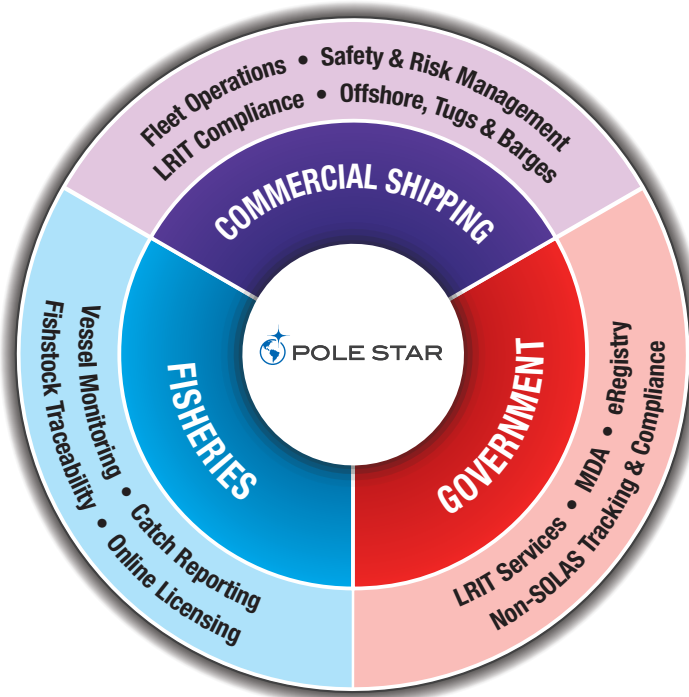 Fleet Operations • Safety & Risk Management
LRIT Compliance • Offshore, Tugs & Barges
COMMERCIAL SHIPPING
POLE STAR
FISHERIES
Vessel Monitoring • Catch Reporting
Fishstock Traceability • Online Licensing
GOVERNMENT
LRIT Services • MDA • eRegistry
Non-SOLAS Tracking & Compliance